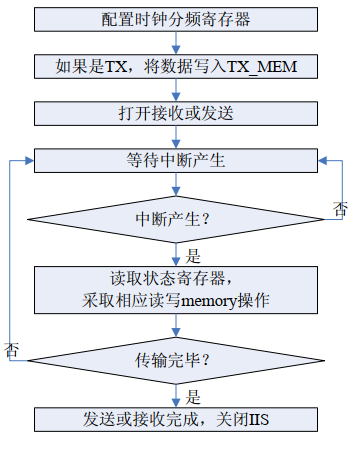 配置时钟分频寄存器
如果是TX，将数据写入TX_MEM
打开接收或发送
等待中断产生
中断产生？
否
是
读取状态寄存器，
采取相应读写memory操作
传输完毕？
否
是
发送或接收完成，关闭IIS